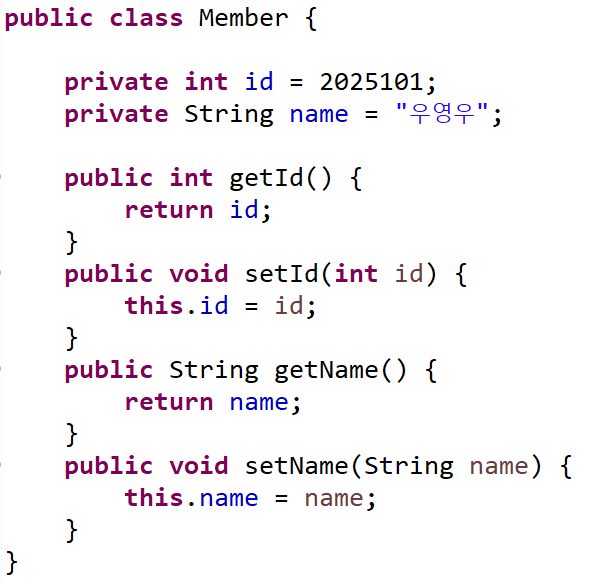 public class Member {
private int id = 2025101;
private String name = "우영우";
public int getId() {
return id;
}
public void setId(int id) {
this.id = id;
}
public String getName() {
return name;
}
public void setName(String name) {
this.name = name;
}
}